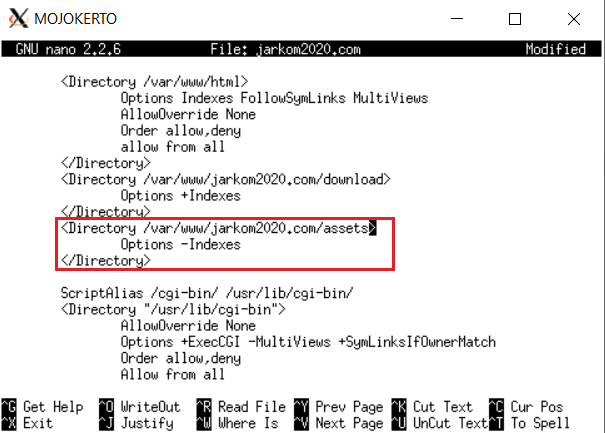 MOJOKERTO
GNU nano 2.2.6 File: jarkom2020.com Modified
<Directory /var/www/html>
Options Indexes FollowSymLinks MultiViews
AllowOverride None
Order allow,deny
allow from all
</Directory>
<Directory /var/www/jarkom2020.com/download>
Options +Indexes
</Directory>
<Directory /var/www/jarkom2020.com/assets>
Options -Indexes
</Directory>
ScriptAlias /cgi-bin/ /usr/lib/cgi-bin/
<Directory "/usr/lib/cgi-bin">
AllowOverride None
Options +ExecCGI -MultiViews +SymLinksIfOwnerMatch
Order allow,deny
Allow from all
^G Get Help ^O WriteOut ^R Read File ^Y Prev Page ^K Cut Text ^C Cur Pos
^X Exit ^J Justify ^W Where Is ^V Next Page ^U UnCut Text ^T To Spell